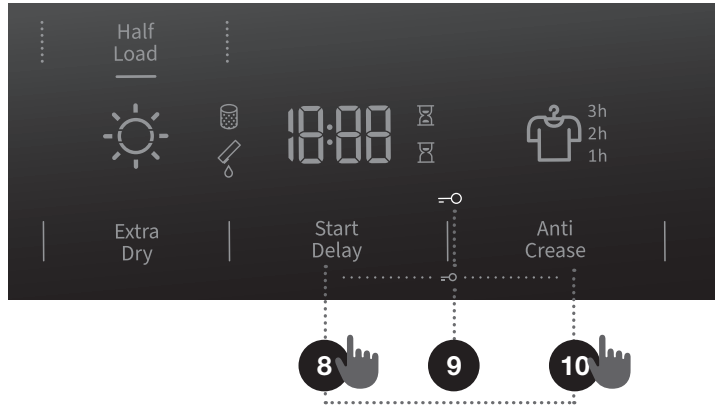 Half
Load
18:88
3h
2h
1h
Extra
Dry
Start
Delay
Anti
Crease
8
9
10